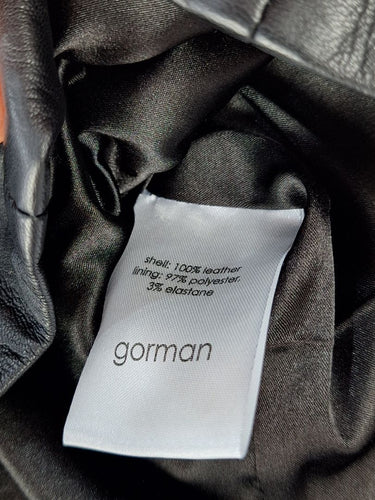 shell: 100% leather
lining: 97% polyester
3% elastane
gorman